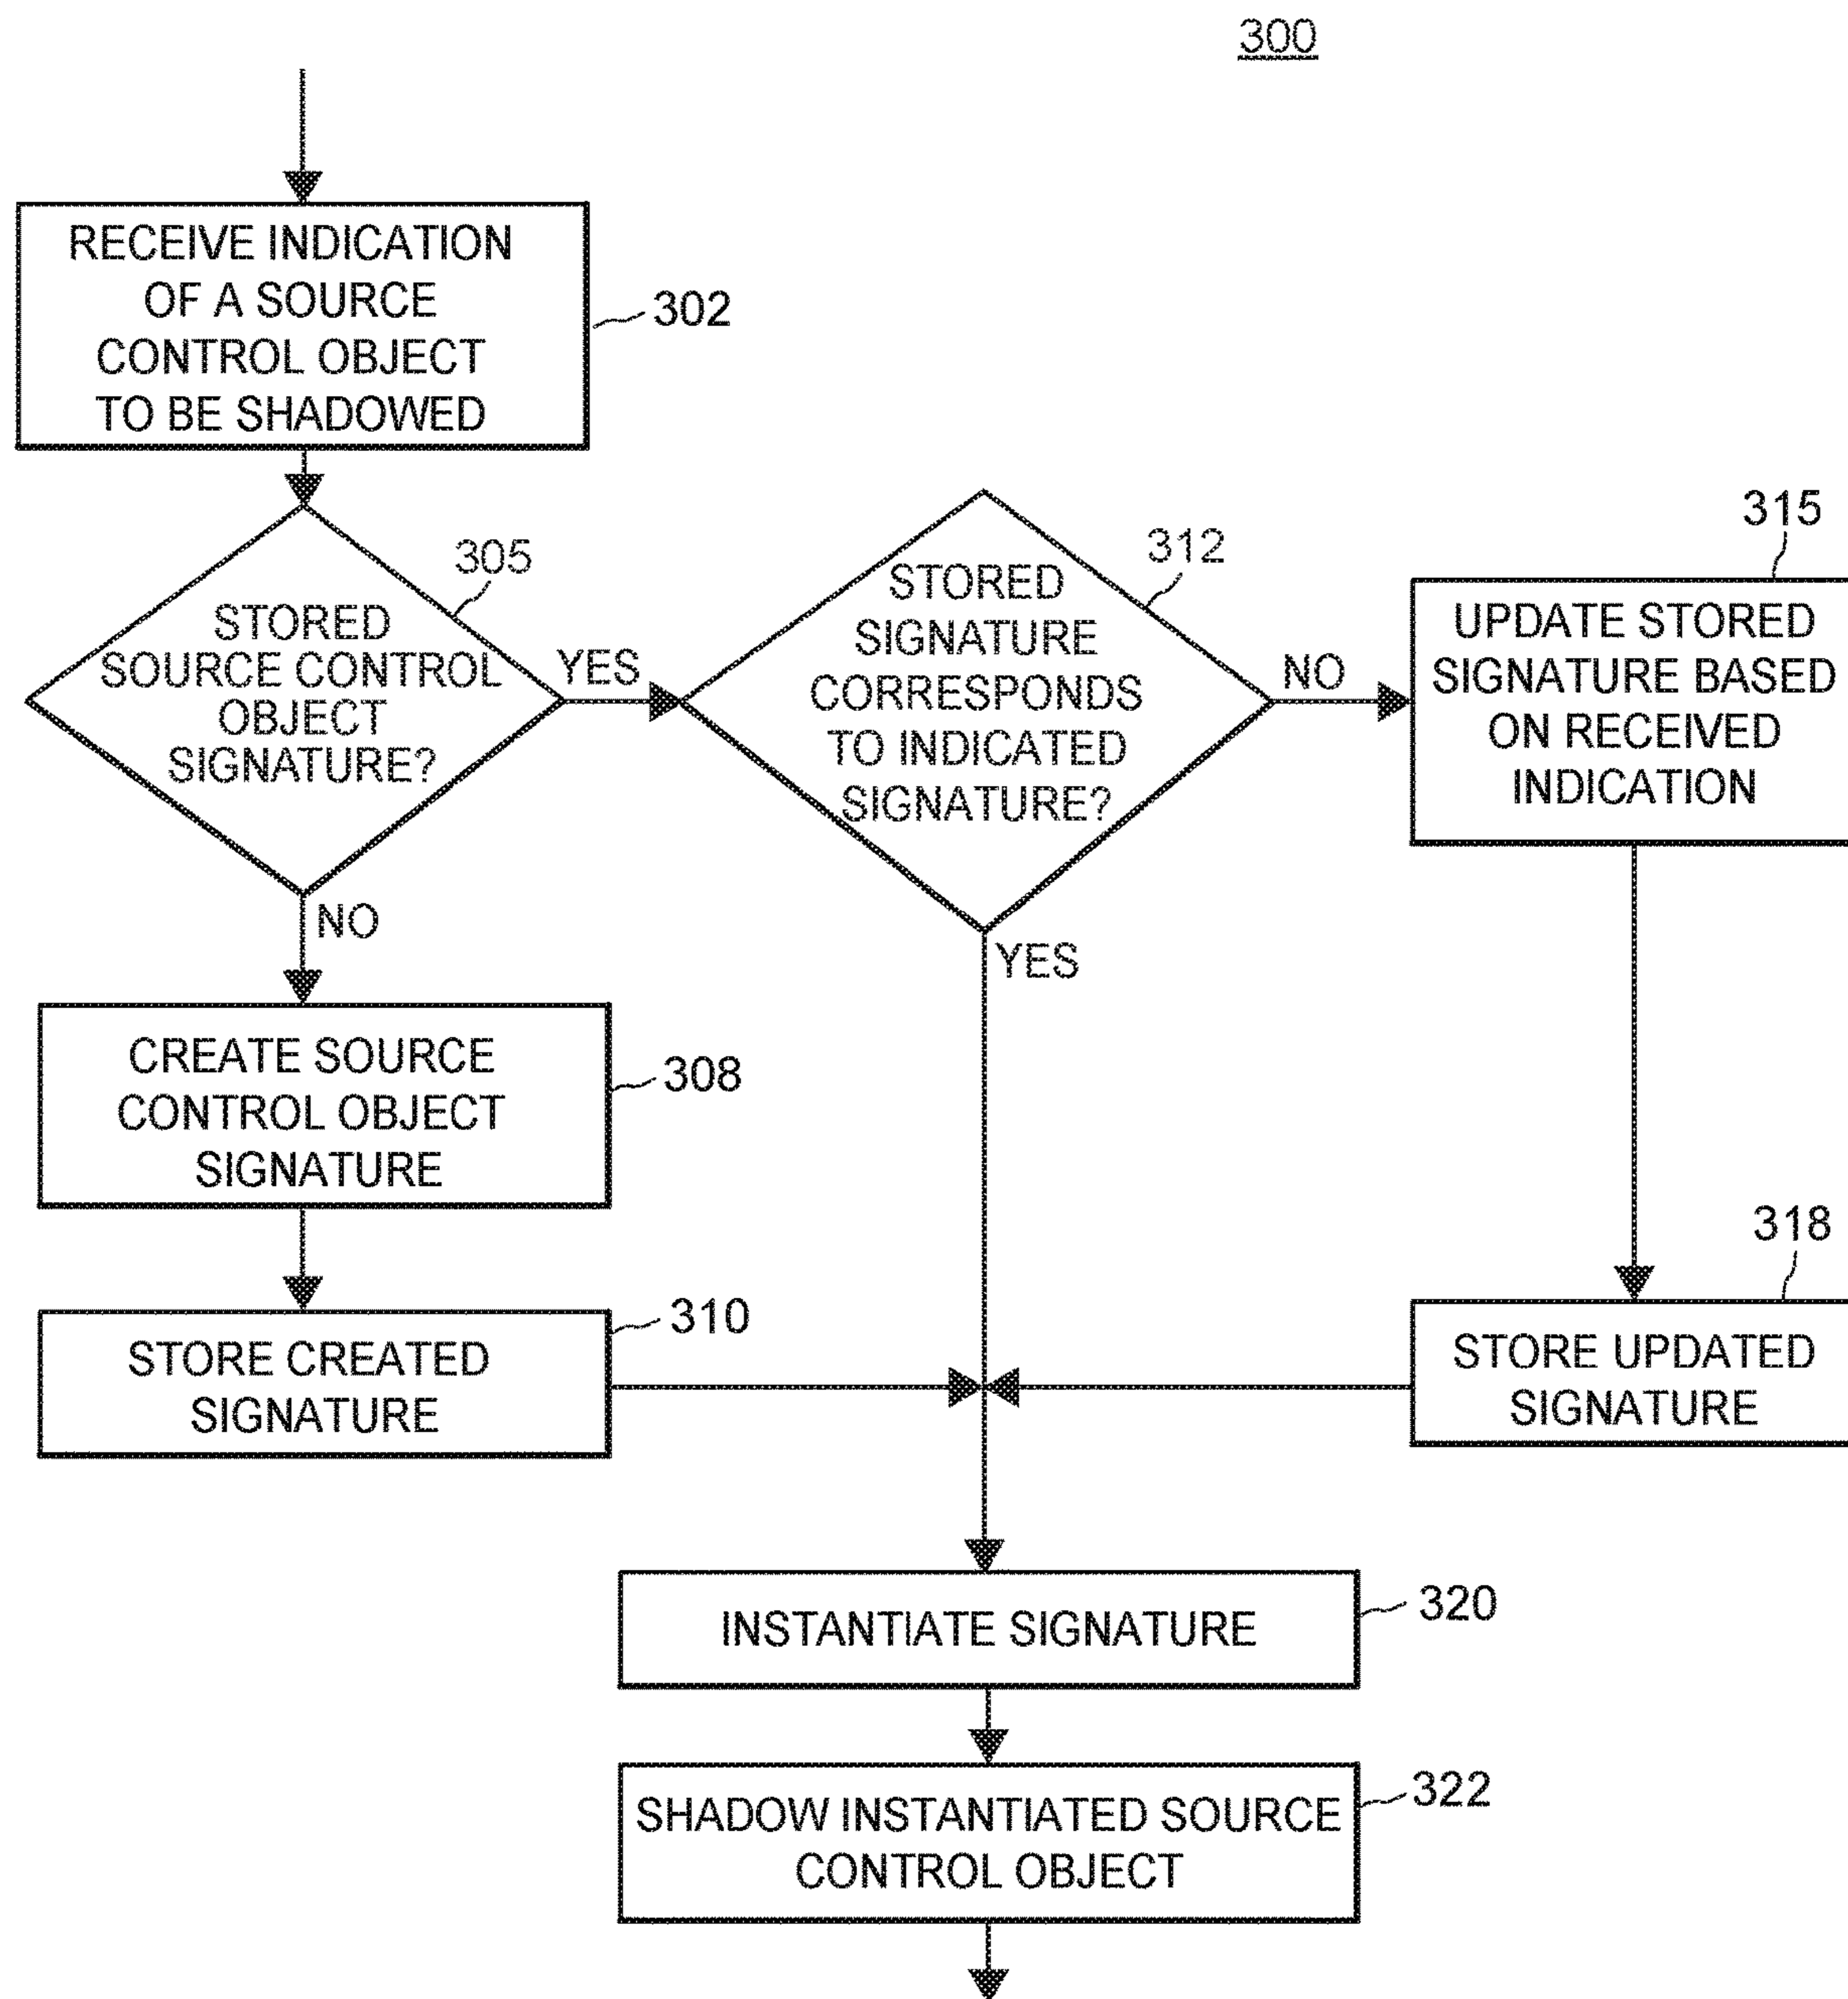 300
RECEIVE INDICATION
OF A SOURCE
CONTROL OBJECT
TO BE SHADOWED
302
305
STORED
SOURCE CONTROL
OBJECT
SIGNATURE?
YES
NO
312
STORED
SIGNATURE
CORRESPONDS
TO INDICATED
SIGNATURE?
NO
YES
315
UPDATE STORED
SIGNATURE BASED
ON RECEIVED
INDICATION
CREATE SOURCE
CONTROL OBJECT
SIGNATURE
308
STORE CREATED
SIGNATURE
310
318
STORE UPDATED
SIGNATURE
INSTANTIATE SIGNATURE
320
SHADOW INSTANTIATED SOURCE
CONTROL OBJECT
322